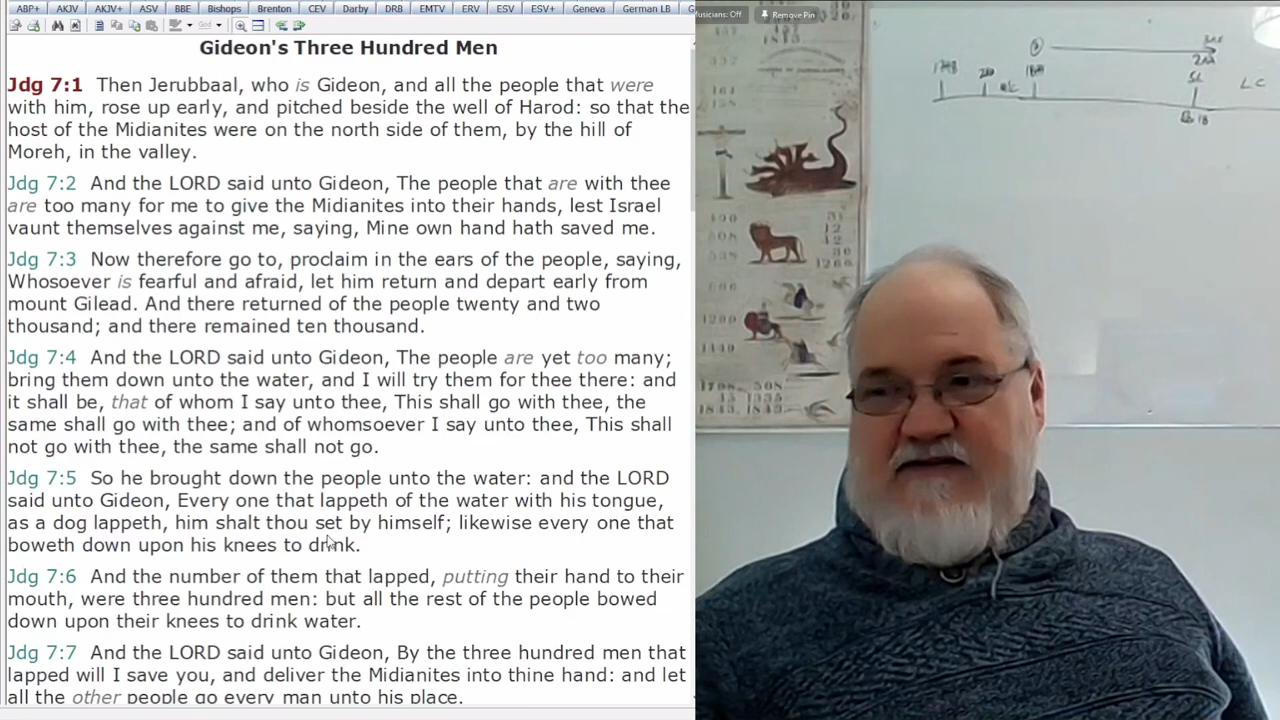 ABP+ AKJV AKJV+ ASV BBE Bishops Brenton CEV Darby DRB EMTV ERV ESV ESV+ Geneva German LB G
Musicians: Off Remove Pin
Gideon's Three Hundred Men
Jdg 7:1 Then Jerubbaal, who is Gideon, and all the people that were
with him, rose up early, and pitched beside the well of Harod: so that the
host of the Midianites were on the north side of them, by the hill of
Moreh, in the valley.
Jdg 7:2 And the LORD said unto Gideon, The people that are with thee
are too many for me to give the Midianites into their hands, lest Israel
vaunt themselves against me, saying, Mine own hand hath saved me.
Jdg 7:3 Now therefore go to, proclaim in the ears of the people, saying,
Whosoever is fearful and afraid, let him return and depart early from
mount Gilead. And there returned of the people twenty and two
thousand; and there remained ten thousand.
Jdg 7:4 And the LORD said unto Gideon, The people are yet too many;
bring them down unto the water, and I will try them for thee there: and
it shall be, that of whom I say unto thee, This shall go with thee, the
same shall go with thee; and of whomsoever I say unto thee, This shall
not go with thee, the same shall not go.
Jdg 7:5 So he brought down the people unto the water: and the LORD
said unto Gideon, Every one that lappeth of the water with his tongue,
as a dog lappeth, him shalt thou set by himself; likewise every one that
boweth down upon his knees to drink.
Jdg 7:6 And the number of them that lapped, putting their hand to their
mouth, were three hundred men: but all the rest of the people bowed
down upon their knees to drink water.
Jdg 7:7 And the LORD said unto Gideon, By the three hundred men that
lapped will I save you, and deliver the Midianites into thine hand: and let
all the other people go every man unto his place.
LC
490
508
538
31
12
12
30
1260
1290
1440
1798. 508
45 1335
1843. 1843